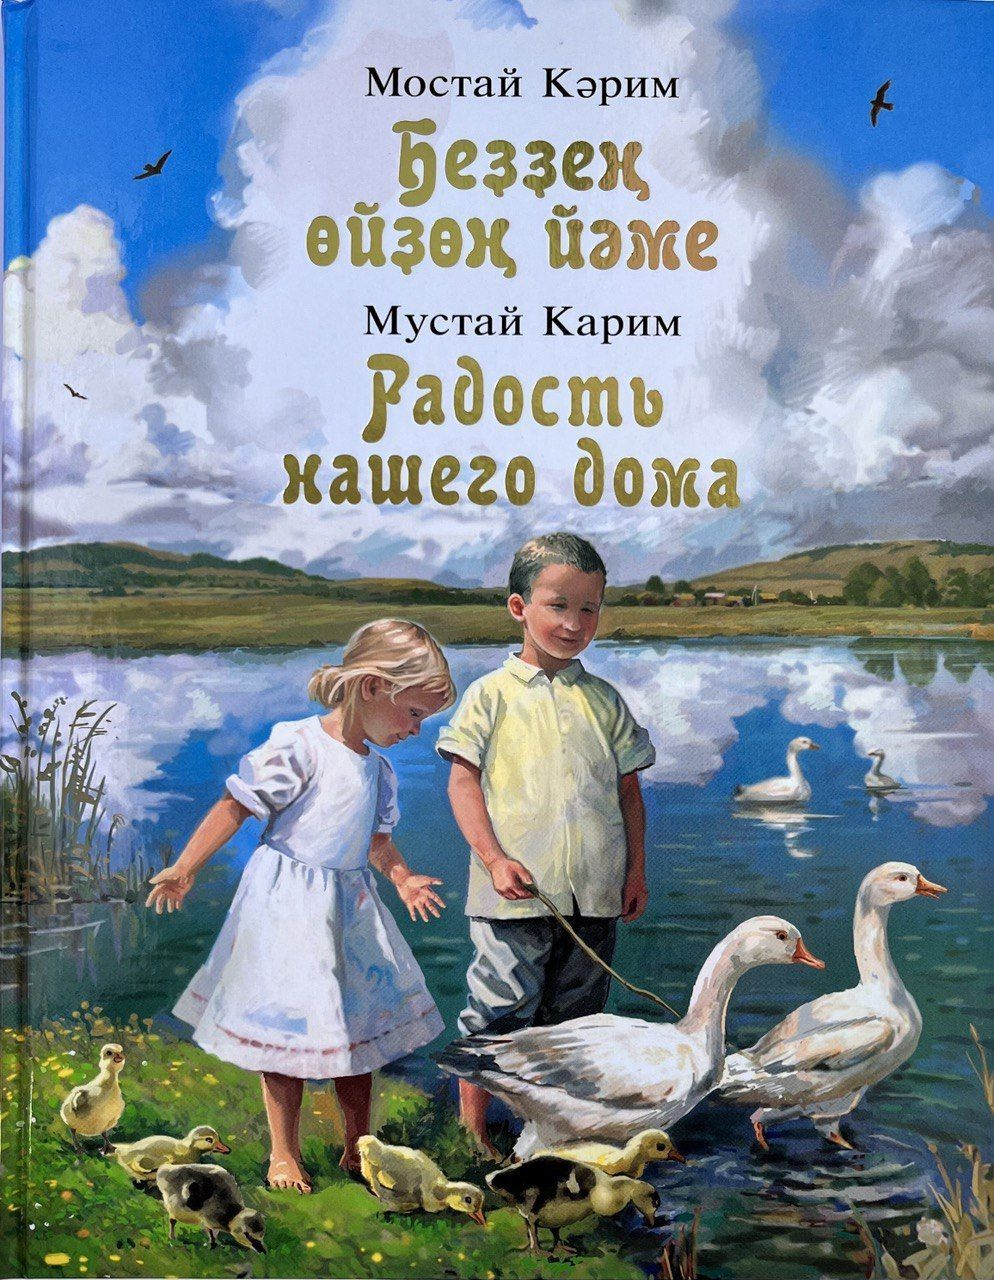 Мостай Кәрим
Беҙҙең
өйҙөң йәме
Мустай Карим
Радость
нашего дома